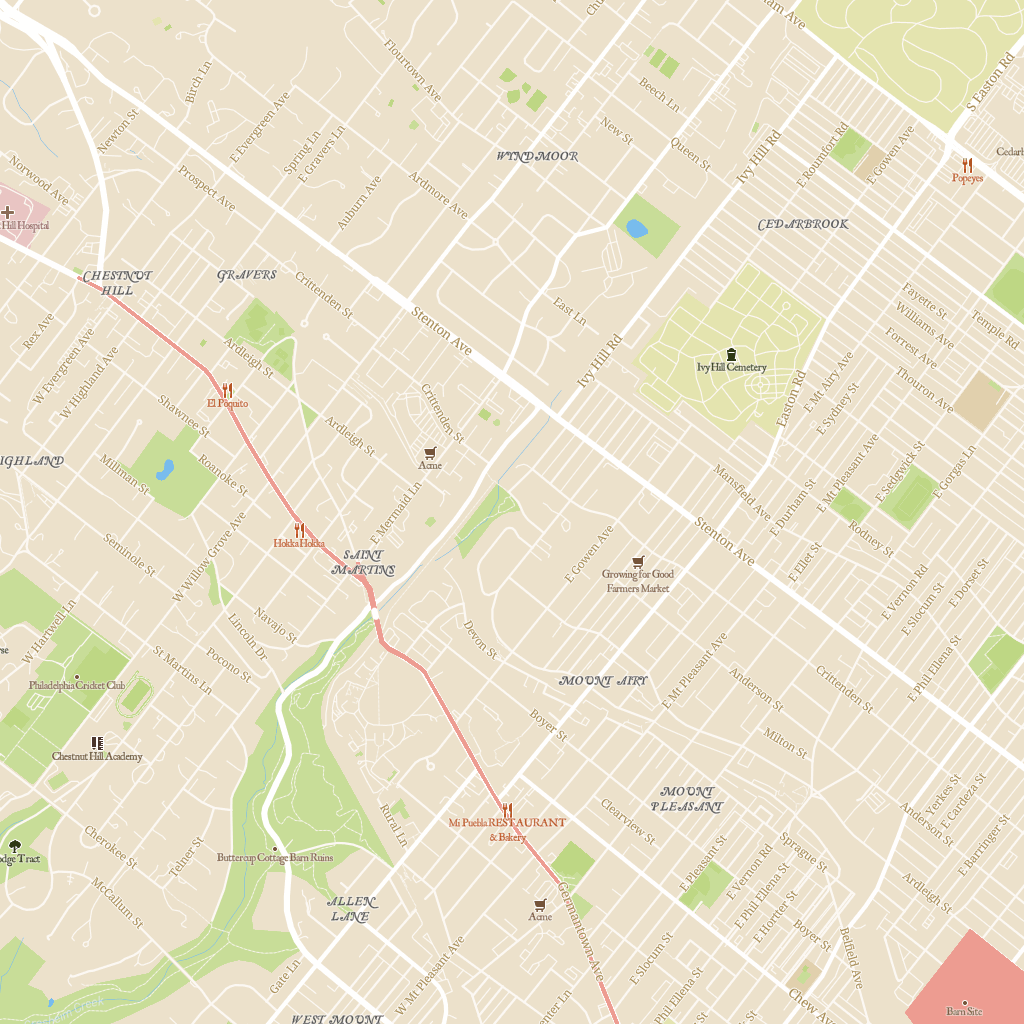 Birch Ln
Flourtown Ave
Beech Ln
S Easton Rd
Newton St
E Evergreen Ave
Spring Ln
E Gravers Ln
New St
Queen St
Ivy Hill Rd
E Roumfort Rd
E Gowen Ave
Popeyes
WYNDMOOR
Norwood Ave
Prospect Ave
Auburn Ave
Ardmore Ave
Hill Hospital
CEDARBROOK
CHESTNUT
HILL
GRAVERS
Crittenden St
Stenton Ave
East Ln
Fayette St
Williams Ave
Forrest Ave
Temple Rd
Rex Ave
W Evergreen Ave
W Highland Ave
Ardleigh St
Ivy Hill Rd
Ivy Hill Cemetery
Thouron Ave
El Poquito
Easton Rd
E Mt Airy Ave
E Sydney St
Shawnee St
Crittenden St
Ardleigh St
Acme
Millman St
Roanoke St
Mansfield Ave
E Mt Pleasant Ave
E Sedgwick St
E Gorgas Ln
E Durham St
E Mermaid Ln
Hokka Hokka
Stenton Ave
Rodney St
Seminole St
W Willow Grove Ave
SAINT
MARTINS
E Gowen Ave
Growing for Good
Farmers Market
E Fillet St
E Vernon Rd
E Slocum St
E Dorset St
W Hartwell Ln
Navajo St
Lincoln Dr
Devon St
Philadelphia Cricket Club
St Martins Ln
Pocono St
MOUNT AIRY
E Mt Pleasant Ave
Anderson St
Crittenden St
E Phil Ellena St
Chestnut Hill Academy
Boyer St
Milton St
MOUNT
PLEASANT
Rural Ln
Mi Puebla RESTAURANT
& Bakery
Clearview St
Anderson St
E Yerkes St
E Cardeza St
E Barringer St
Cherokee St
Telner St
Buttercup Cottage Barn Ruins
E Pleasant St
E Vernon Rd
Sprague St
McCallum St
ALLEN
LANE
Acme
Germantown Ave
E Phil Ellena St
E Hortter St
Ardleigh St
Boyer St
Belfield Ave
Gate Ln
W Mt Pleasant Ave
E Slocum St
Phil Ellena St
Chew Ave
Barn Site
WEST MOUNT